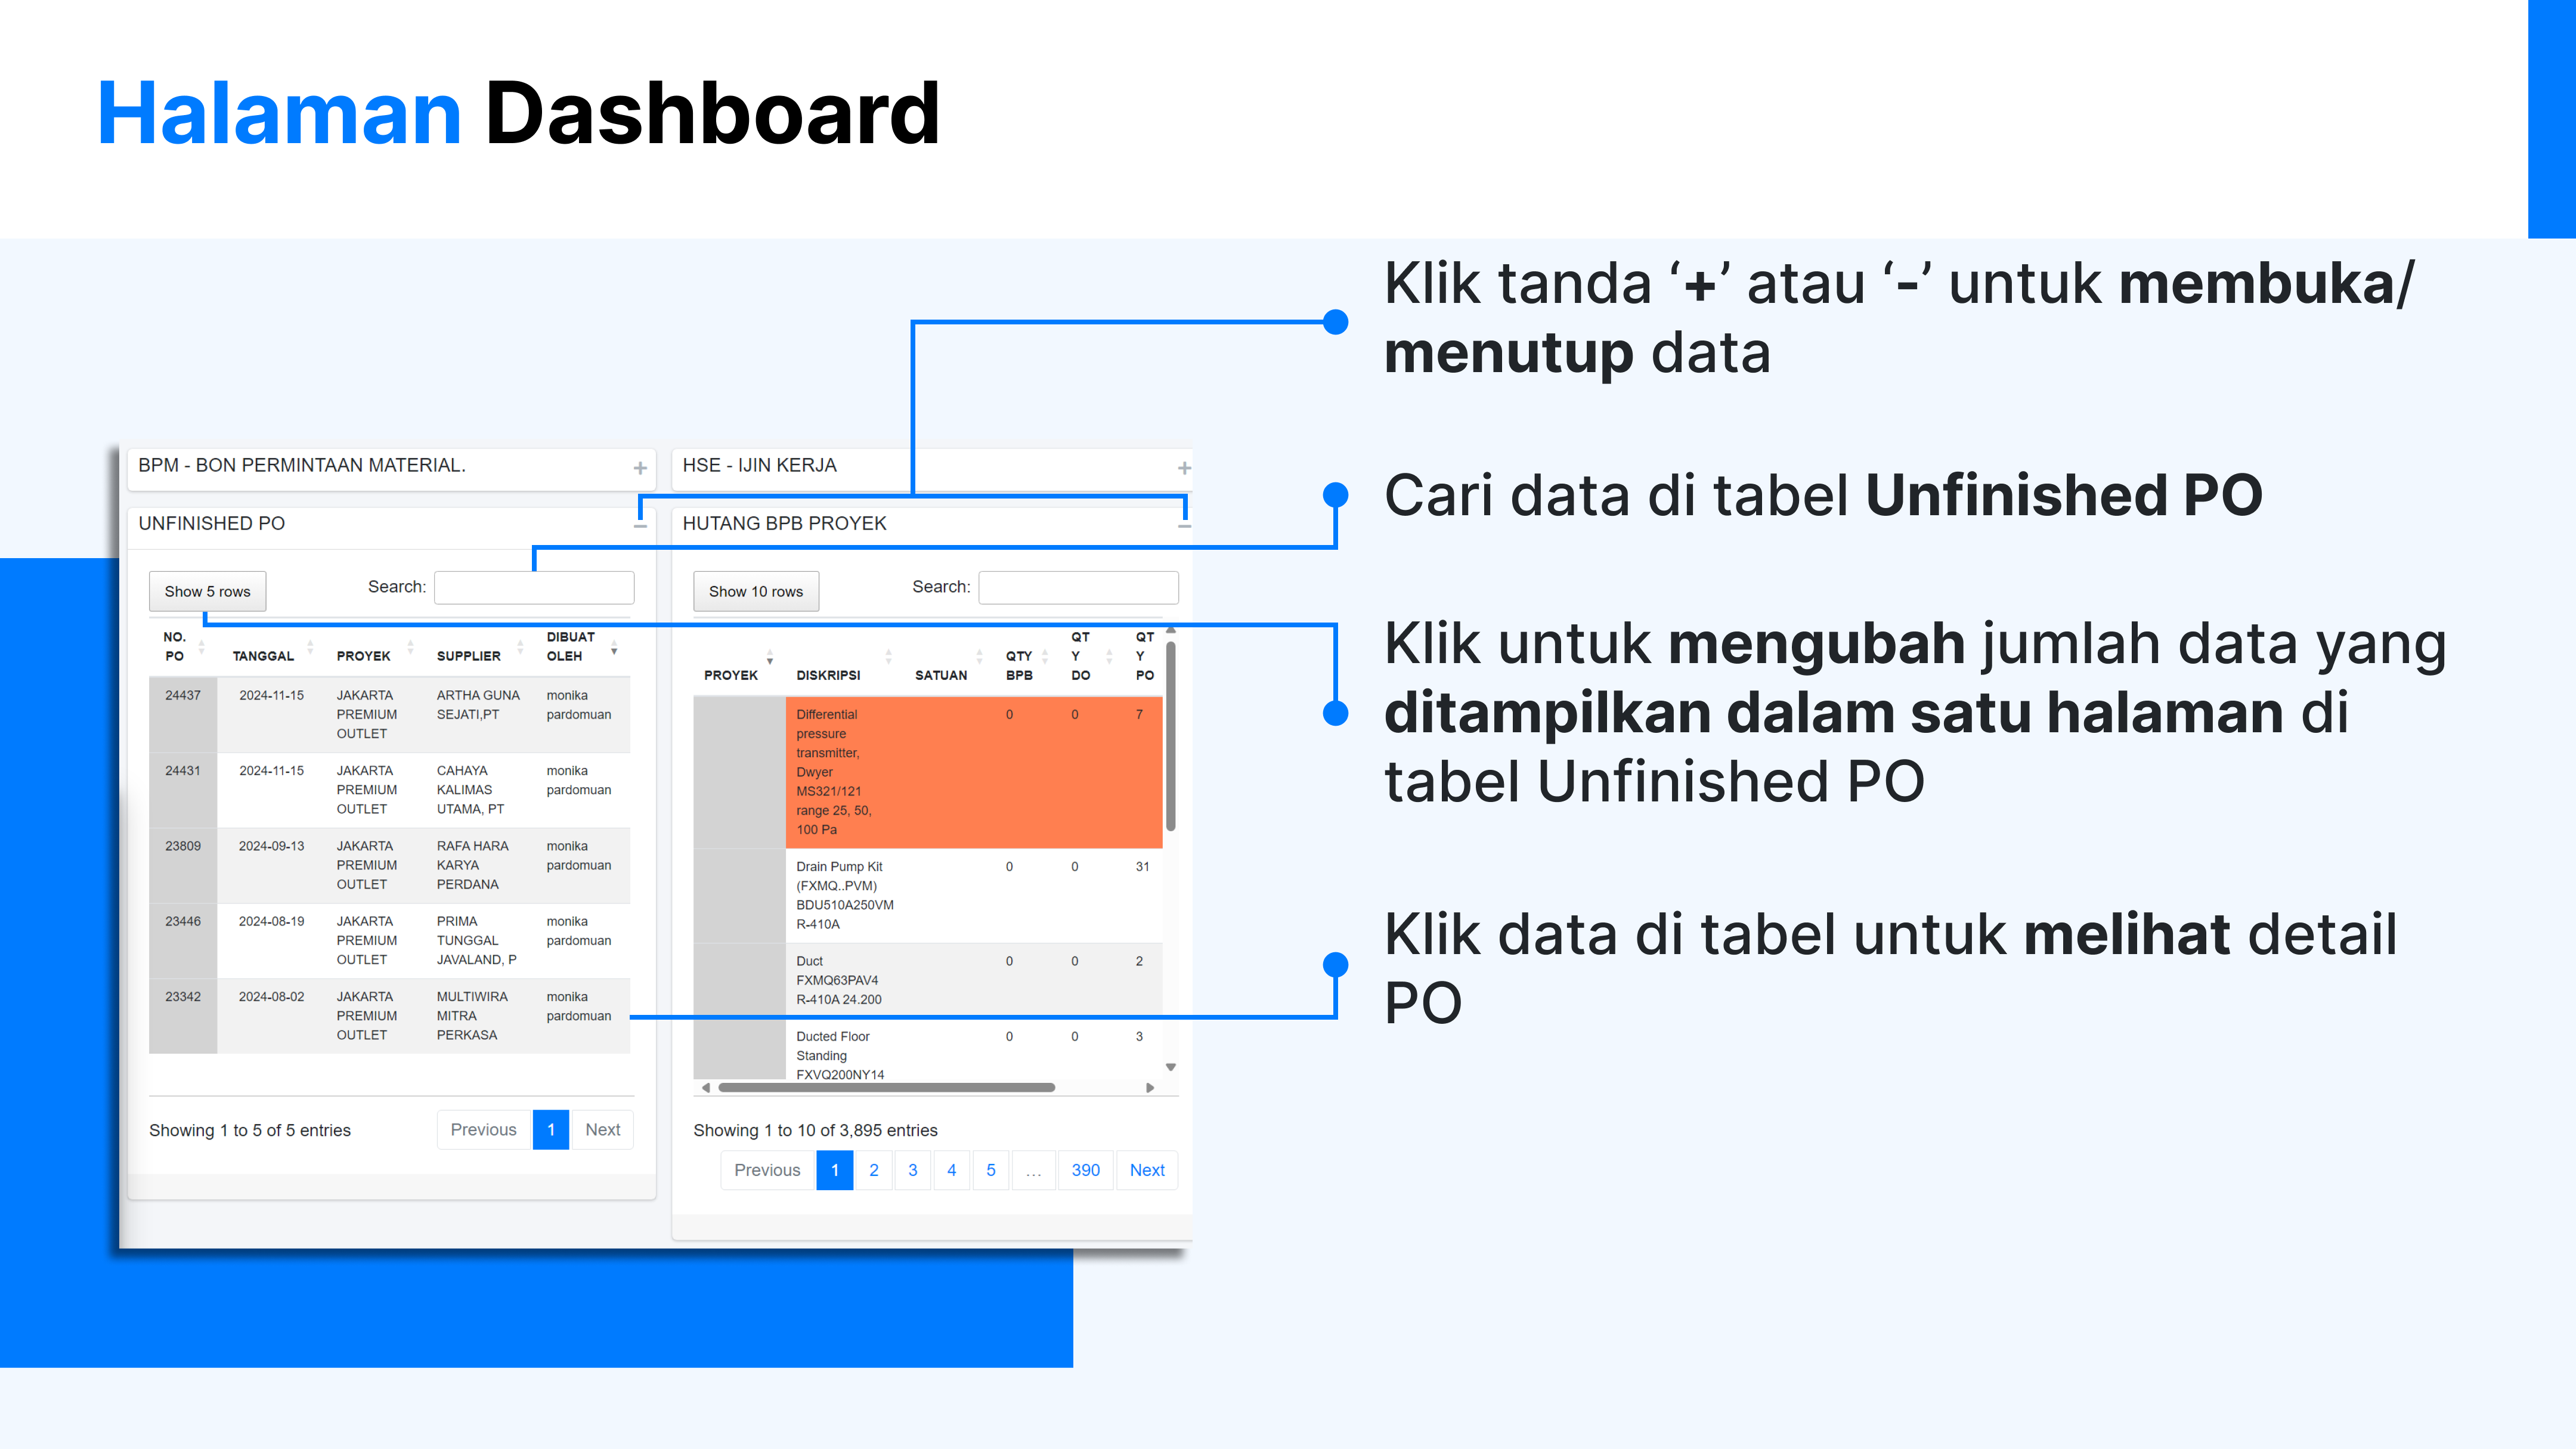 Halaman Dashboard
Klik tanda ‘+’ atau ‘-’ untuk membuka/
menutup data
Cari data di tabel Unfinished PO
Klik untuk mengubah jumlah data yang
ditampilkan dalam satu halaman di
tabel Unfinished PO
Klik data di tabel untuk melihat detail
PO
BPM - BON PERMINTAAN MATERIAL.
UNFINISHED PO
Show 5 rows Search:
NO. PO TANGGAL PROYEK SUPPLIER DIBUAT OLEH
24437 2024-11-15 JAKARTA ARTHA GUNA monika
PREMIUM SEJATI,PT pardomuan
OUTLET
24431 2024-11-15 JAKARTA CAHAYA monika
PREMIUM KALIMAS pardomuan
OUTLET UTAMA, PT
23809 2024-09-13 JAKARTA RAFA HARA monika
PREMIUM KARYA pardomuan
OUTLET PERDANA
23446 2024-08-19 JAKARTA PRIMA monika
PREMIUM TUNGGAL pardomuan
OUTLET JAVALAND, P
23342 2024-08-02 JAKARTA MULTIWIRA monika
PREMIUM MITRA pardomuan
OUTLET PERKASA
Showing 1 to 5 of 5 entries Previous 1 Next
HSE - IJIN KERJA
HUTANG BPB PROYEK
Show 10 rows Search:
PROYEK DISKRIPSI SATUAN QTY BPB QTY DO QTY PO
Differential 0 0 7
pressure
transmitter,
Dwyer
MS321/121
range 25, 50,
100 Pa
Drain Pump Kit 0 0 31
(FXMQ..PVM)
BDU510A250VM
R-410A
Duct 0 0 2
FXMQ63PAV4
R-410A 24.200
Ducted Floor 0 0 3
Standing
FXVQ200NY14
Showing 1 to 10 of 3,895 entries
Previous 1 2 3 4 5 … 390 Next